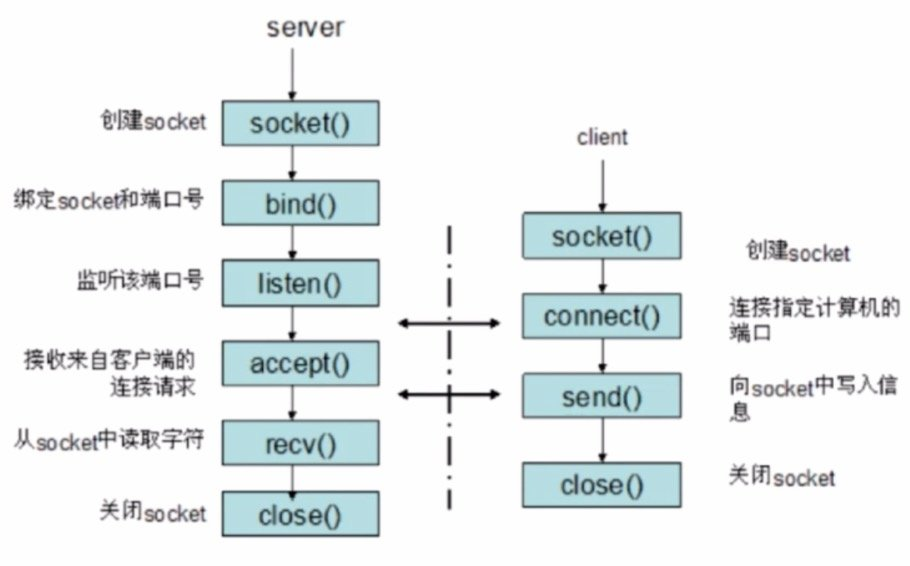 server
创建socket
socket()
绑定socket和端口号
bind()
监听该端口号
listen()
接收来自客户端的
连接请求
accept()
从socket中读取字符
recv()
关闭socket
close()
client
socket()
创建socket
connect()
连接指定计算机的
端口
send()
向socket中写入信
息
close()
关闭socket